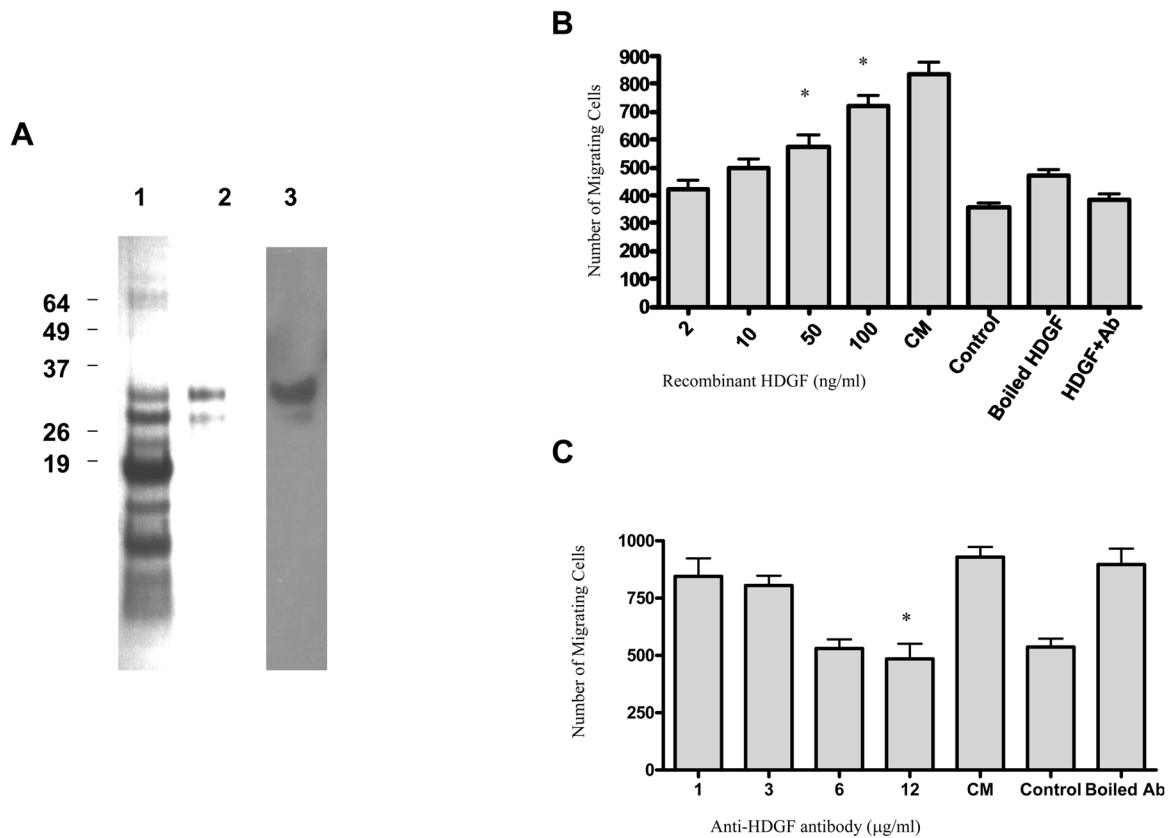 A
1 2 3
64
49
37
26
19
B
Number of Migrating Cells
900
800
700
600
500
400
300
200
100
0
* *
2 10 50 100 CM Control Boiled HDGF HDGF+Ab
Recombinant HDGF (ng/ml)
C
Number of Migrating Cells
1000
750
500
250
0
*
1 3 6 12 CM Control Boiled Ab
Anti-HDGF antibody (μg/ml)